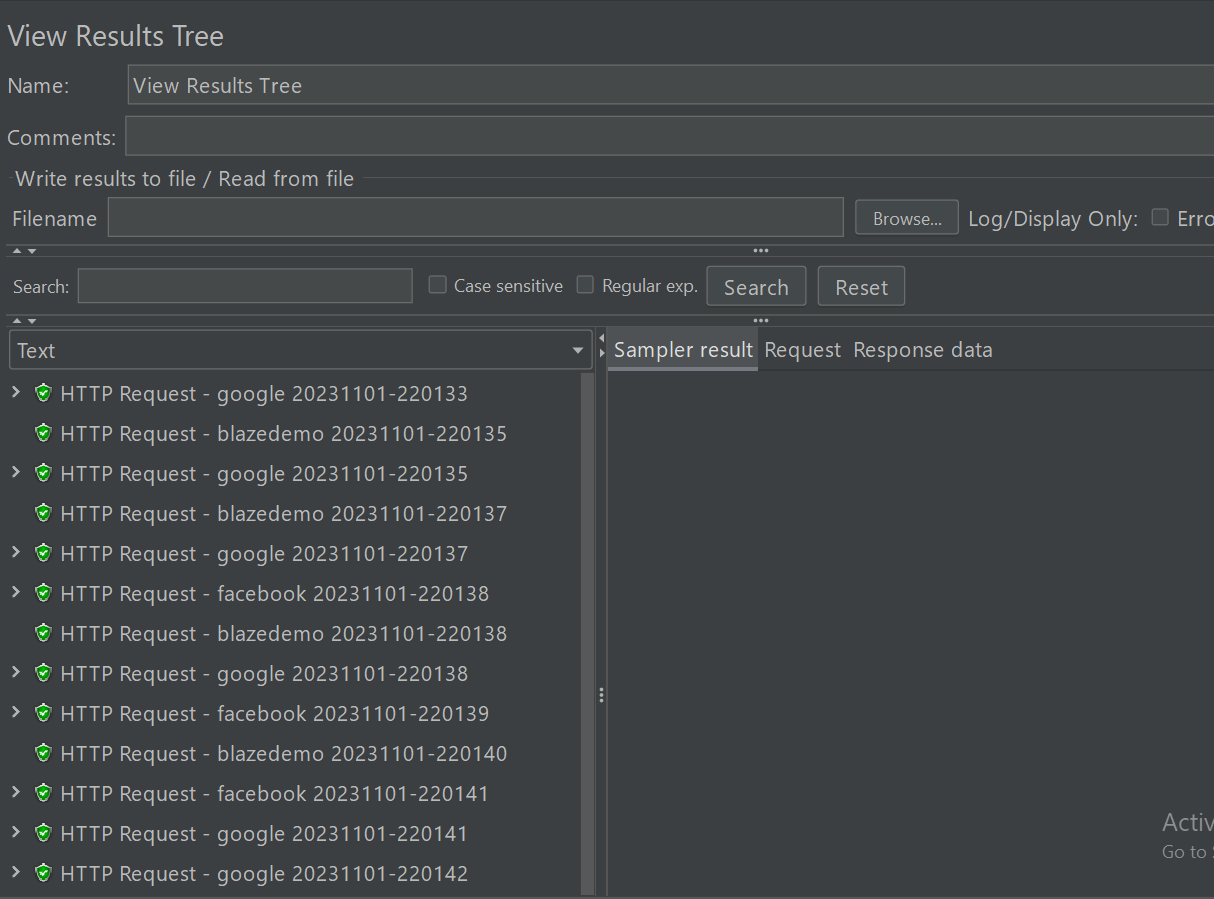 View Results Tree
Name: View Results Tree
Comments:
Write results to file / Read from file
Filename Browse... Log/Display Only:
Search: Case sensitive Regular exp. Search Reset
Text Sampler result Request Response data
HTTP Request - google 20231101-220133
HTTP Request - blazedemo 20231101-220135
HTTP Request - google 20231101-220135
HTTP Request - blazedemo 20231101-220137
HTTP Request - google 20231101-220137
HTTP Request - facebook 20231101-220138
HTTP Request - blazedemo 20231101-220138
HTTP Request - google 20231101-220138
HTTP Request - facebook 20231101-220139
HTTP Request - blazedemo 20231101-220140
HTTP Request - facebook 20231101-220141
HTTP Request - google 20231101-220141
HTTP Request - google 20231101-220142
Go to